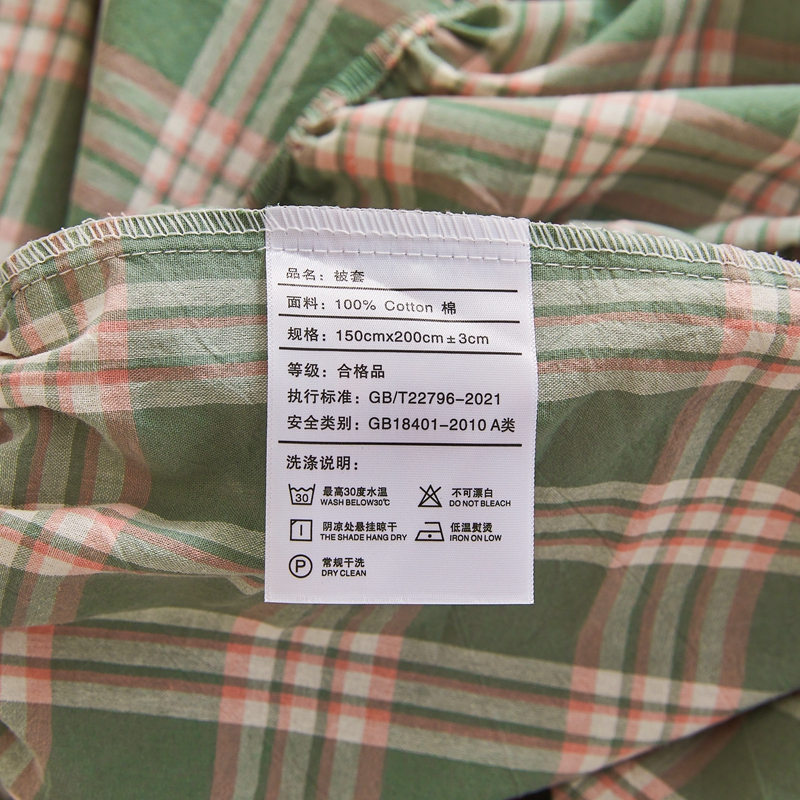 品名：被套
面料：100% Cotton 棉
规格：150cmx200cm±3cm
等级：合格品
执行标准：GB/T22796-2021
安全类别：GB18401-2010 A类
洗涤说明：
30 最高30度水温 不可漂白
WASH BELOW30℃ DO NOT BLEACH
阴凉处悬挂晾干 低温熨烫
THE SHADE HANG DRY IRON ON LOW
P 常规干洗
DRY CLEAN